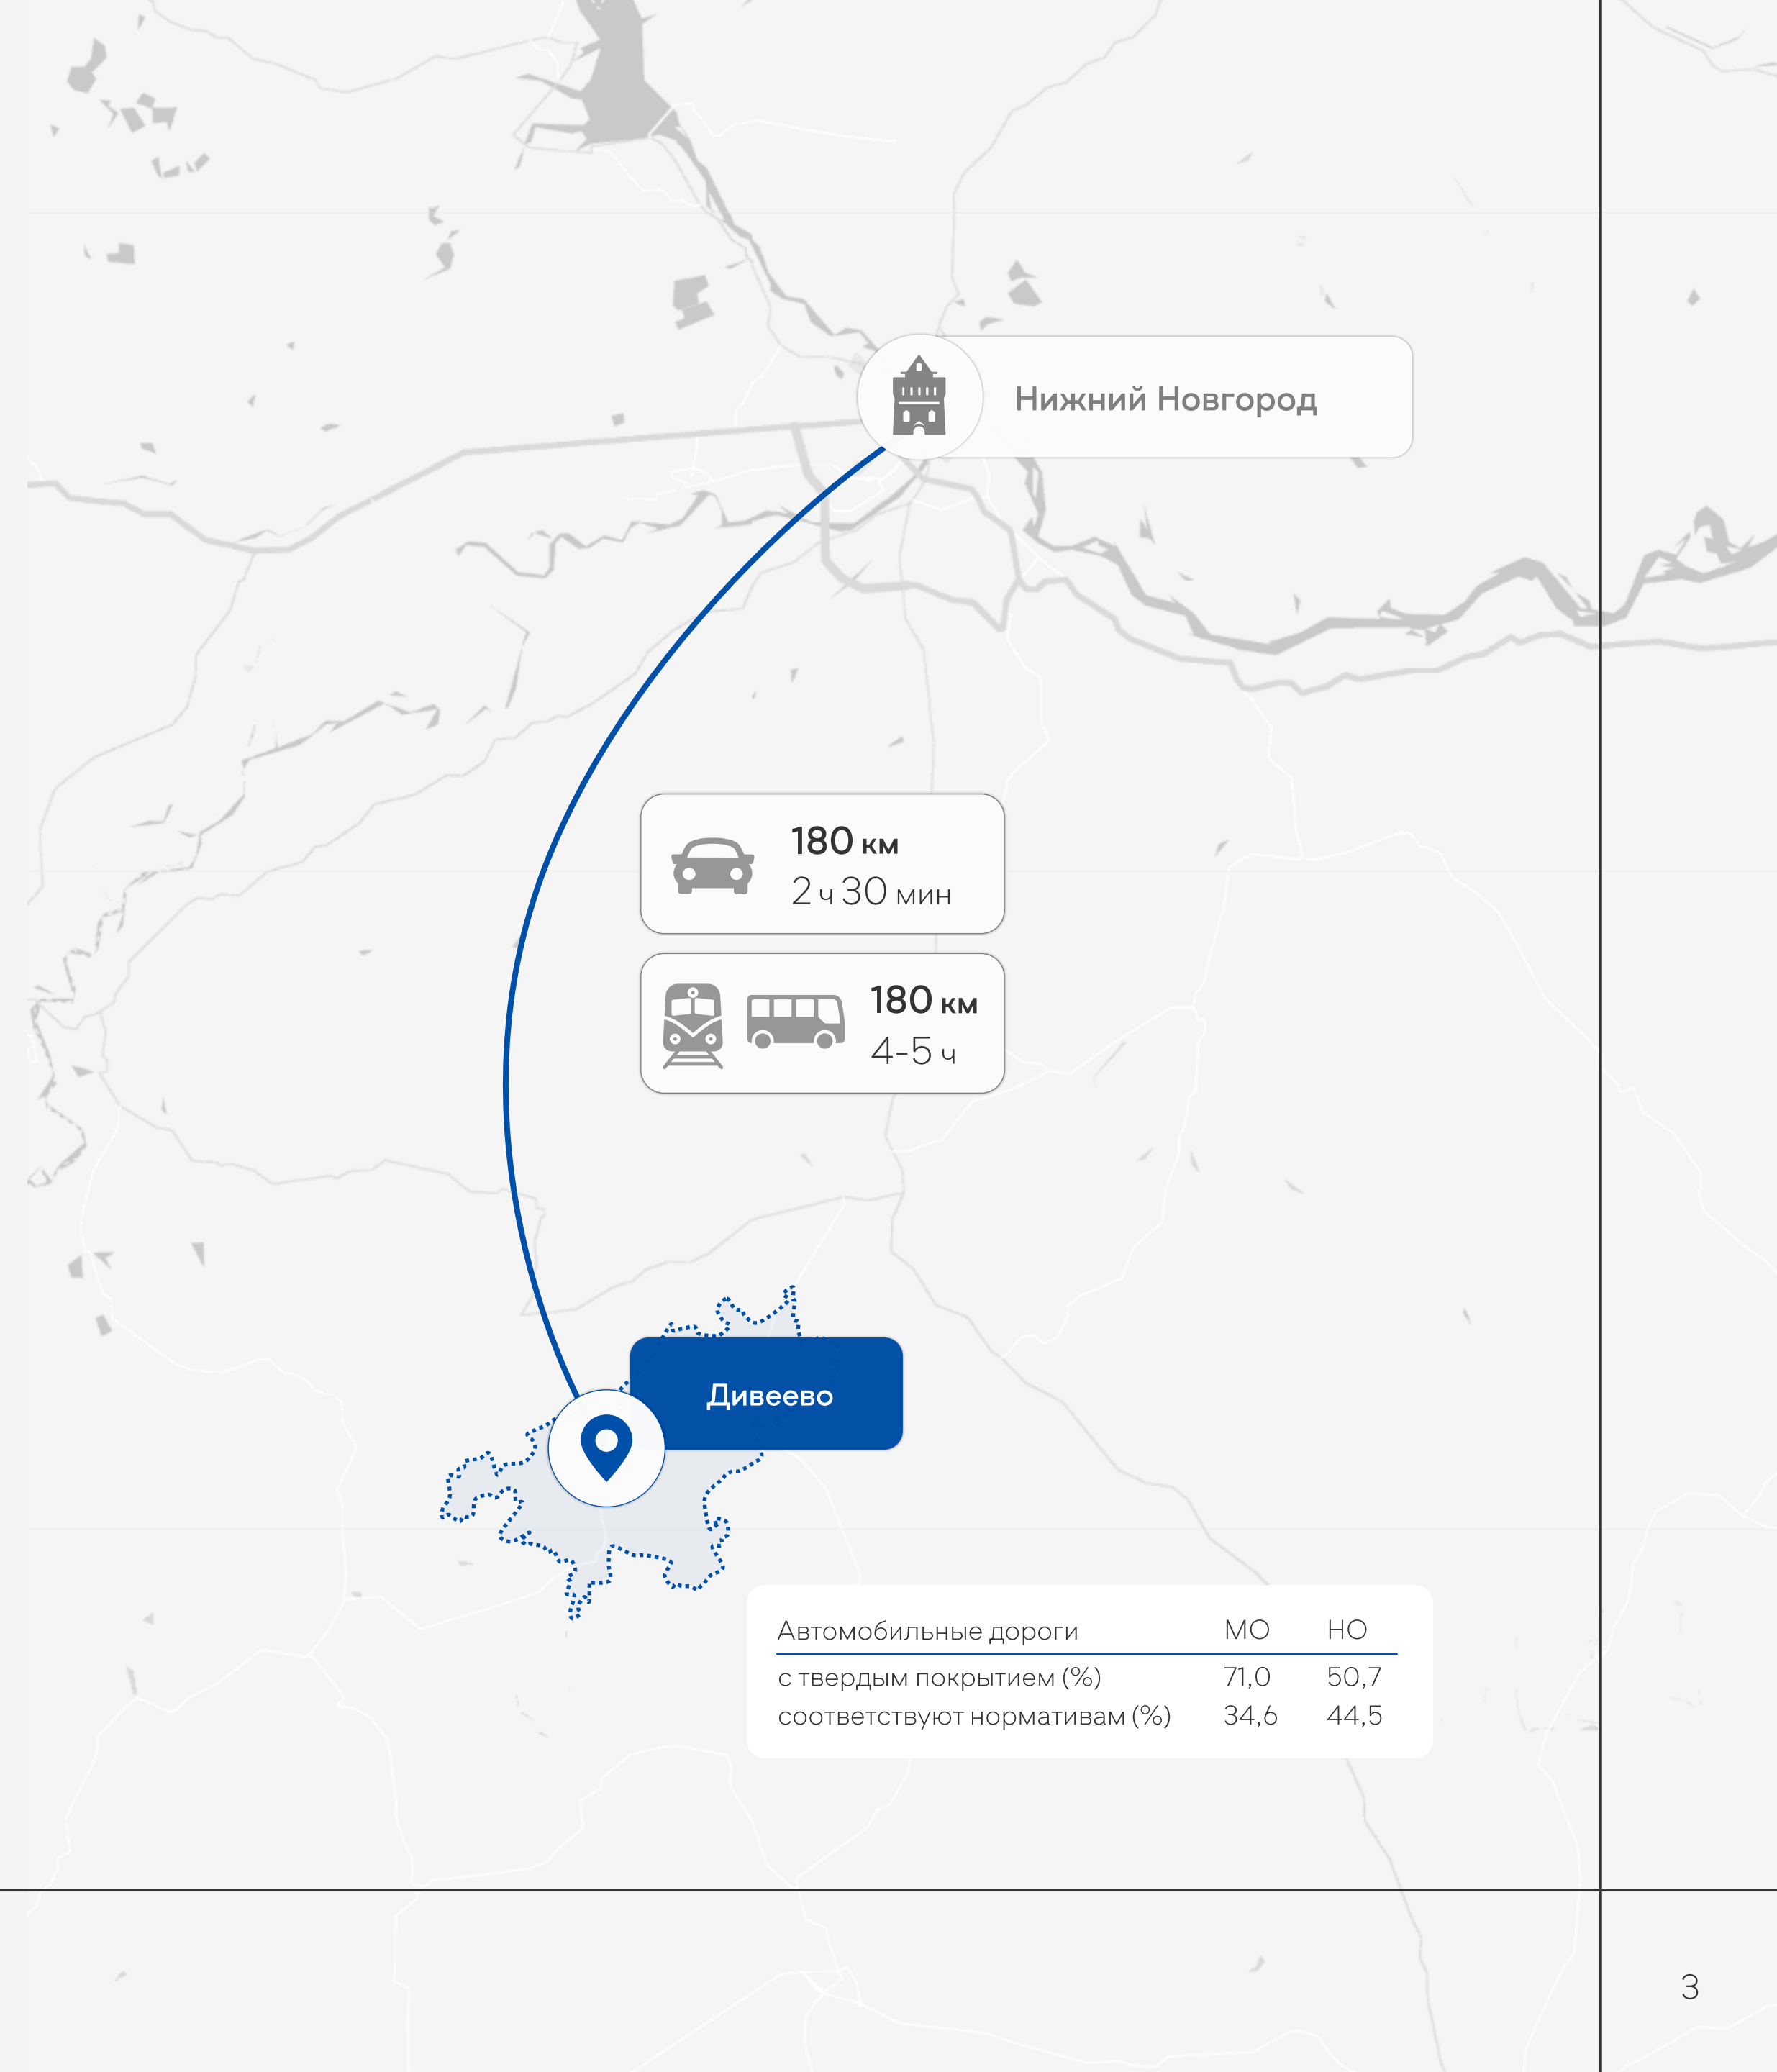 Нижний Новгород
180 км
2 ч 30 мин
180 км
4-5 ч
Дивеево
Автомобильные дороги МО НО
с твердым покрытием (%) 71,0 50,7
соответствуют нормативам (%) 34,6 44,5
3